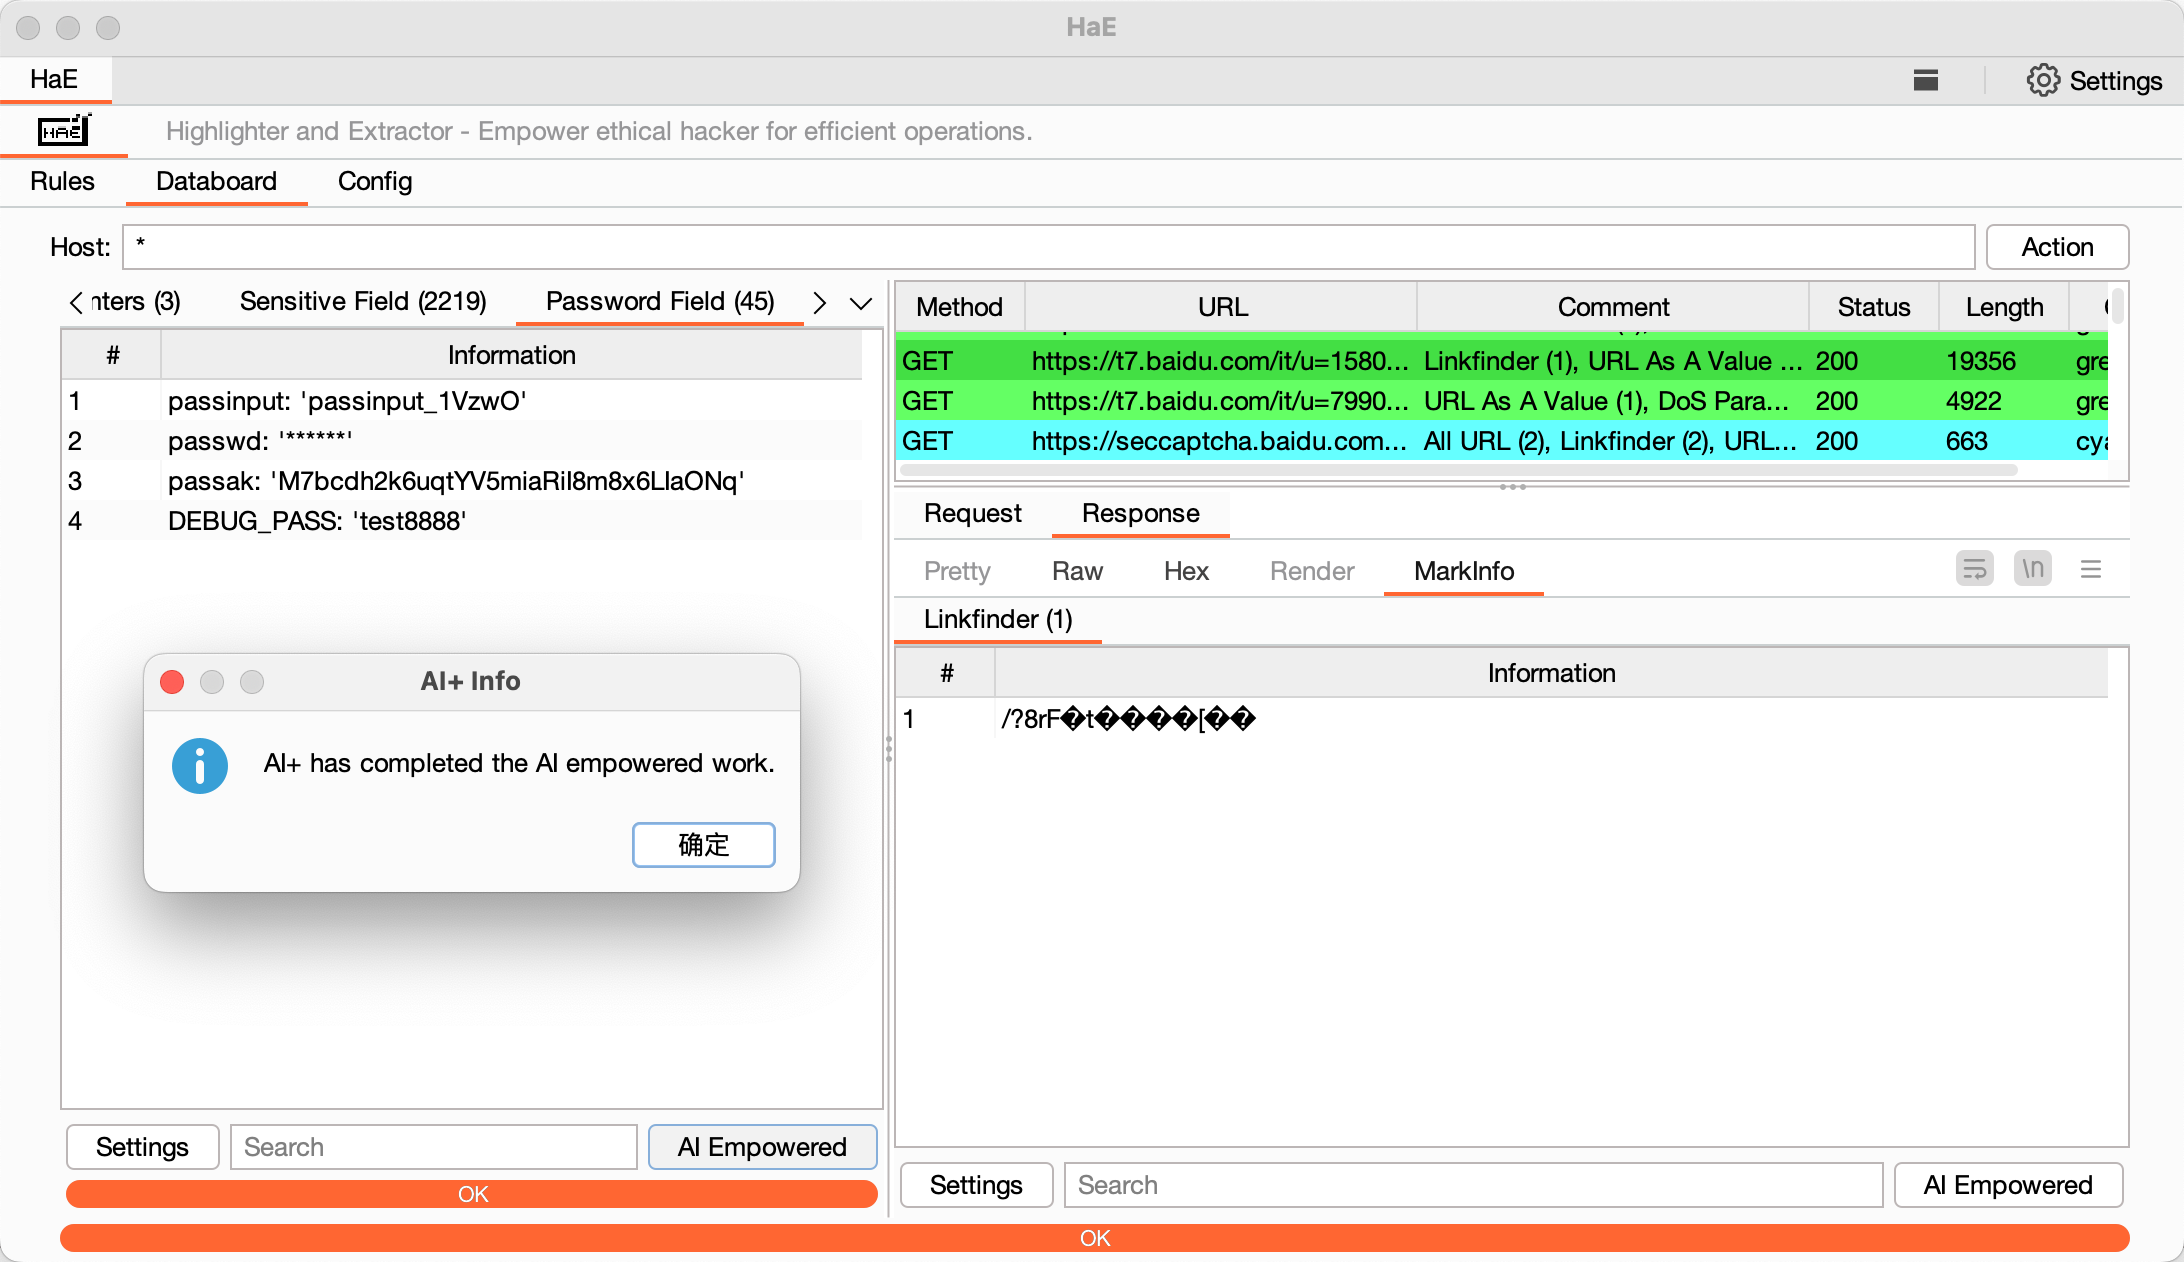 HaE
HaE
Settings
HAE
Highlighter and Extractor - Empower ethical hacker for efficient operations.
Rules Databoard Config
Host: * Action
nters (3) Sensitive Field (2219) Password Field (45)
# Information
1 passinput: 'passinput_1VzwO'
2 passwd: '******'
3 passak: 'M7bcdh2k6uqtYV5miaRiI8m8x6LIaONq'
4 DEBUG_PASS: 'test8888'
AI+ Info
AI+ has completed the AI empowered work.
确定
Settings Search AI Empowered
OK
Method URL Comment Status Length
GET https://t7.baidu.com/it/u=1580... Linkfinder (1), URL As A Value ... 200 19356 gre
GET https://t7.baidu.com/it/u=7990... URL As A Value (1), DoS Para... 200 4922 gre
GET https://seccaptcha.baidu.com... All URL (2), Linkfinder (2), URL... 200 663 cya
Request Response
Pretty Raw Hex Render MarkInfo
\n
Linkfinder (1)
# Information
1 /?8rF�t����[��
Settings Search AI Empowered
OK